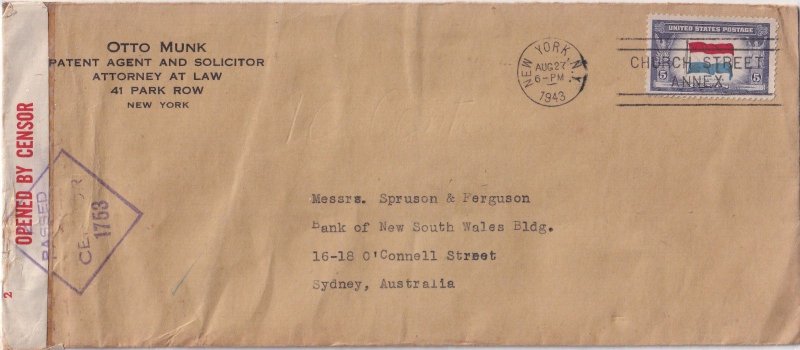 OTTO MUNK
PATENT AGENT AND SOLICITOR
ATTORNEY AT LAW
41 PARK ROW
NEW YORK
NEW YORK, N.Y.
AUG 27
6-PM
1943
UNITED STATES POSTAGE
CHURCH STREET
ANNEX
5 5
OPENED BY CENSOR
2
PASSED
CENSOR
1753
Messrs. Spruson & Ferguson
Bank of New South Wales Bldg.
16-18 O'Connell Street
Sydney, Australia